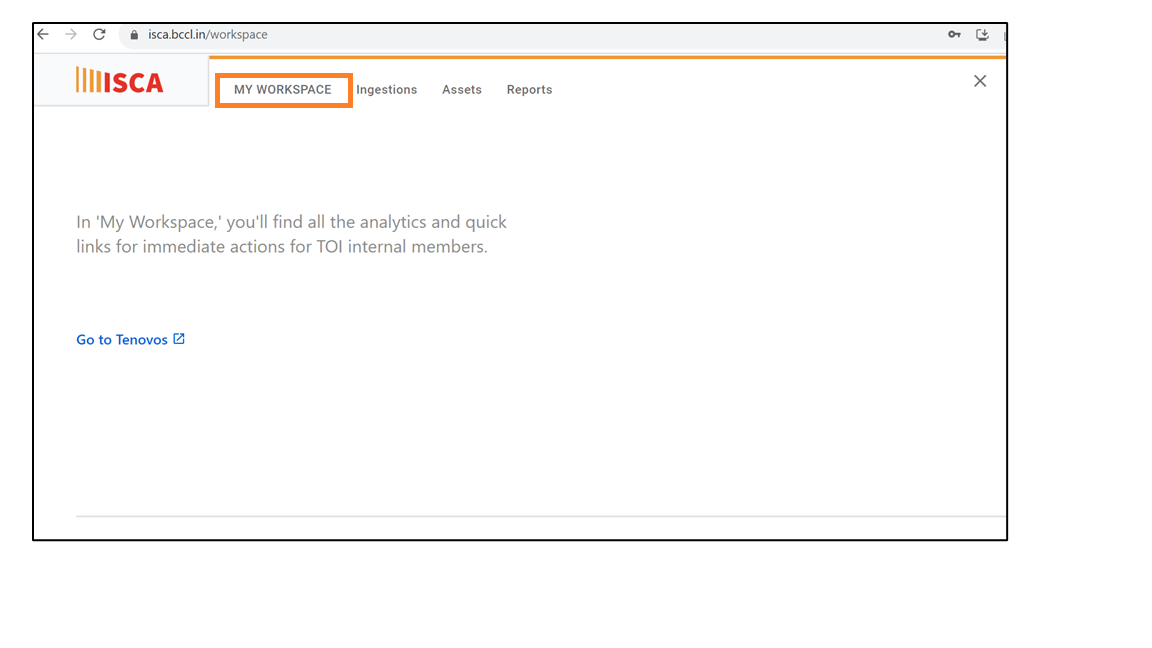 isca.bccl.in/workspace
ISCA
MY WORKSPACE Ingestions Assets Reports
In 'My Workspace,' you'll find all the analytics and quick
links for immediate actions for TOI internal members.
Go to Tenovos